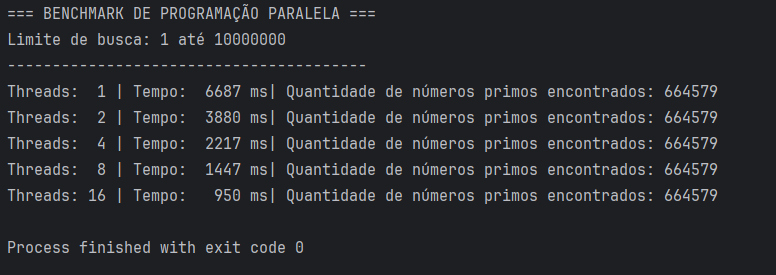 === BENCHMARK DE PROGRAMAÇÃO PARALELA ===
Limite de busca: 1 até 10000000
----------------------------------------
Threads:  1 | Tempo:  6687 ms| Quantidade de números primos encontrados: 664579
Threads:  2 | Tempo:  3880 ms| Quantidade de números primos encontrados: 664579
Threads:  4 | Tempo:  2217 ms| Quantidade de números primos encontrados: 664579
Threads:  8 | Tempo:  1447 ms| Quantidade de números primos encontrados: 664579
Threads: 16 | Tempo:   950 ms| Quantidade de números primos encontrados: 664579
Process finished with exit code 0